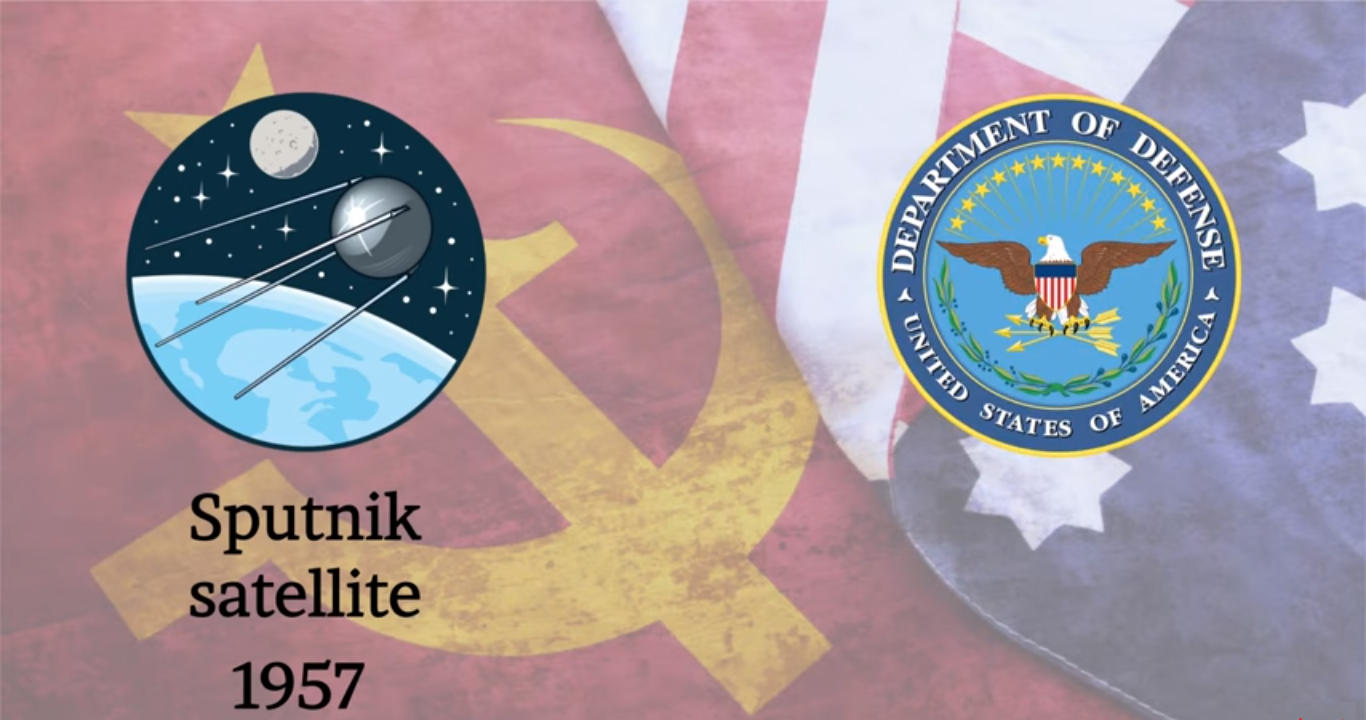 Sputnik
satellite
1957
DEPARTMENT OF DEFENSE
UNITED STATES OF AMERICA